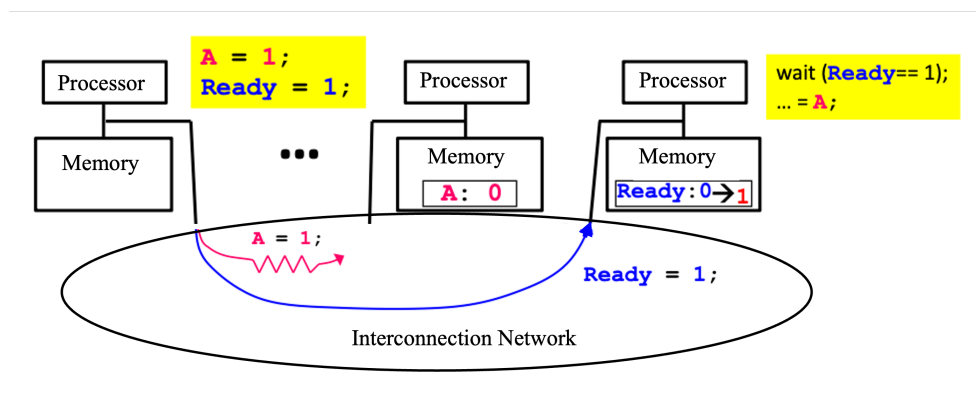 A = 1;
Ready = 1;
Processor
Processor
Processor
wait (Ready== 1);
... = A;
Memory
...
Memory
Memory
A: 0
Ready:0→1
A = 1;
Ready = 1;
Interconnection Network